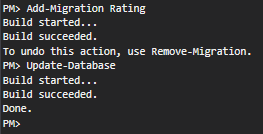 PM> Add-Migration Rating
Build started...
Build succeeded.
To undo this action, use Remove-Migration.
PM> Update-Database
Build started...
Build succeeded.
Done.
PM>